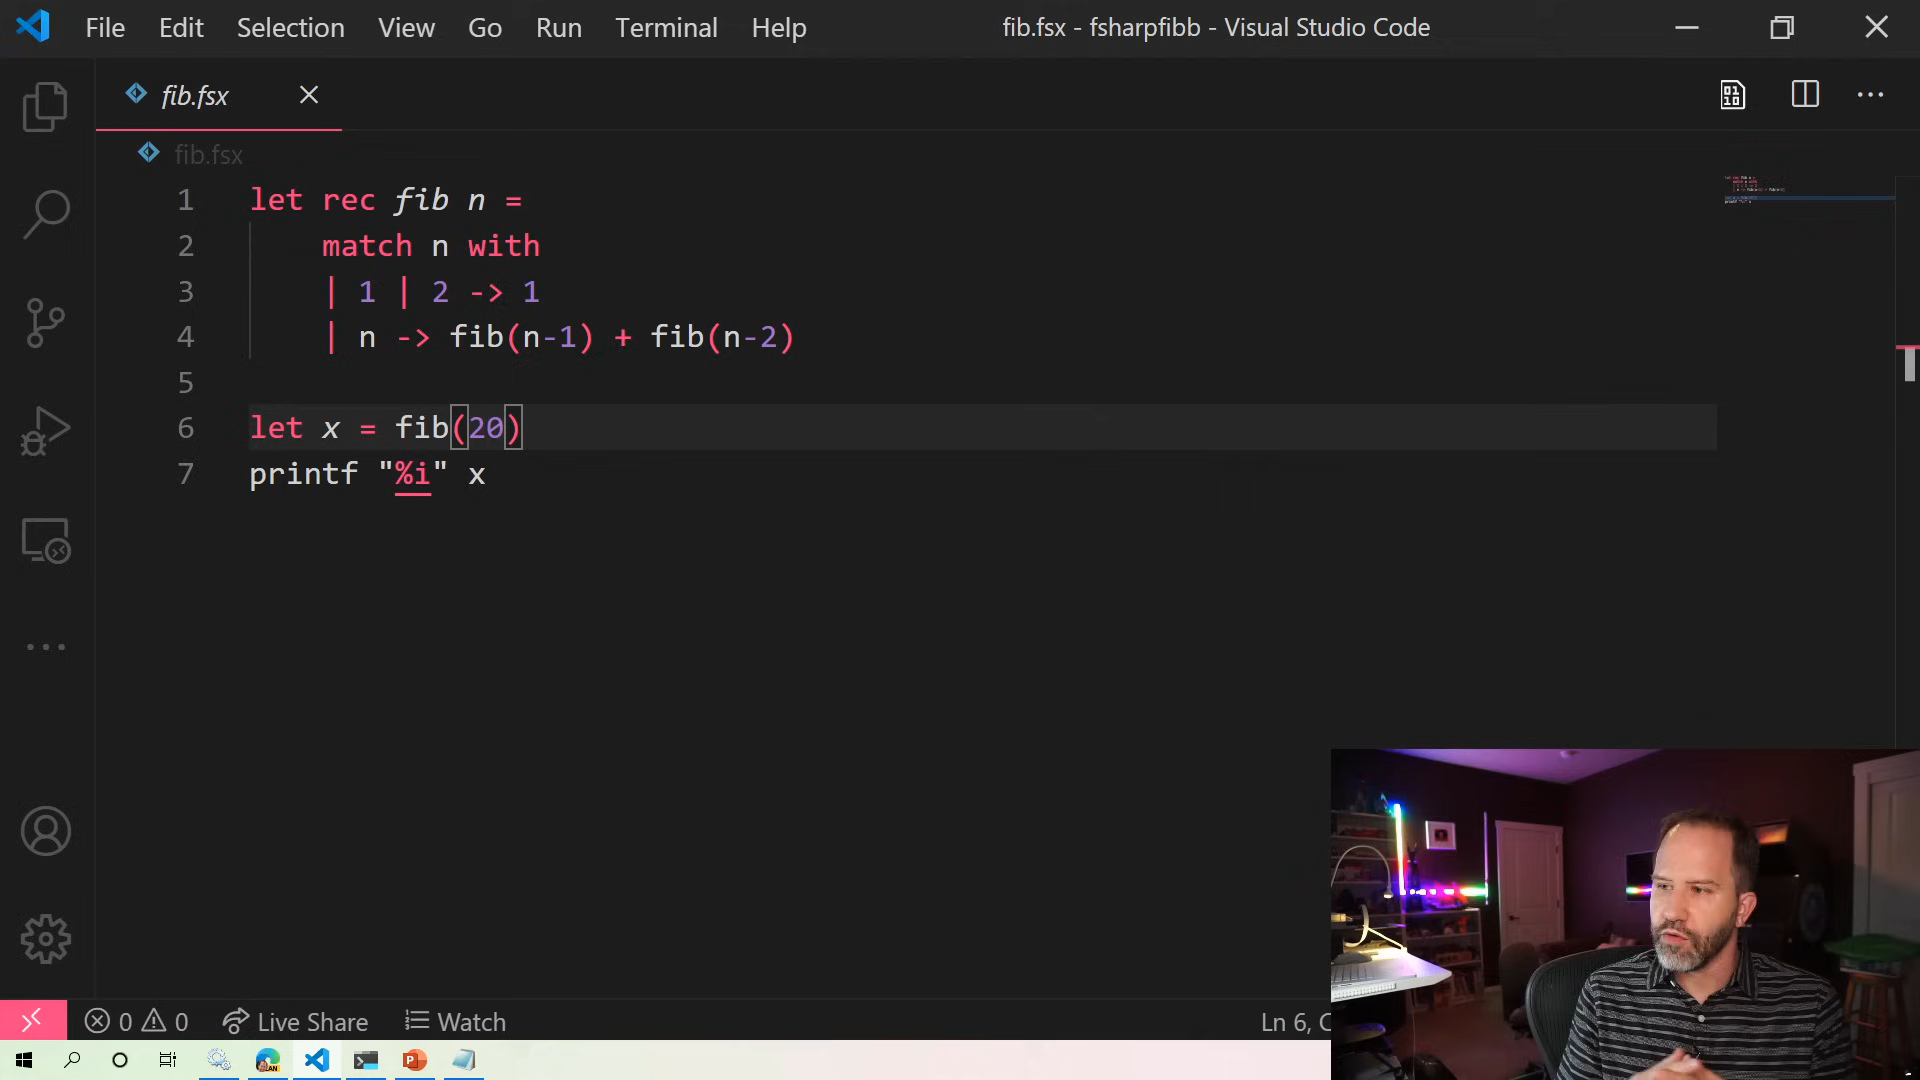 File Edit Selection View Go Run Terminal Help fib.fsx - fsharpfibb - Visual Studio Code
fib.fsx
fib.fsx
1 let rec fib n =
2 match n with
3 | 1 | 2 -> 1
4 | n -> fib(n-1) + fib(n-2)
5
6 let x = fib(20)
7 printf "%i" x
0 0 Live Share Watch Ln 6, C